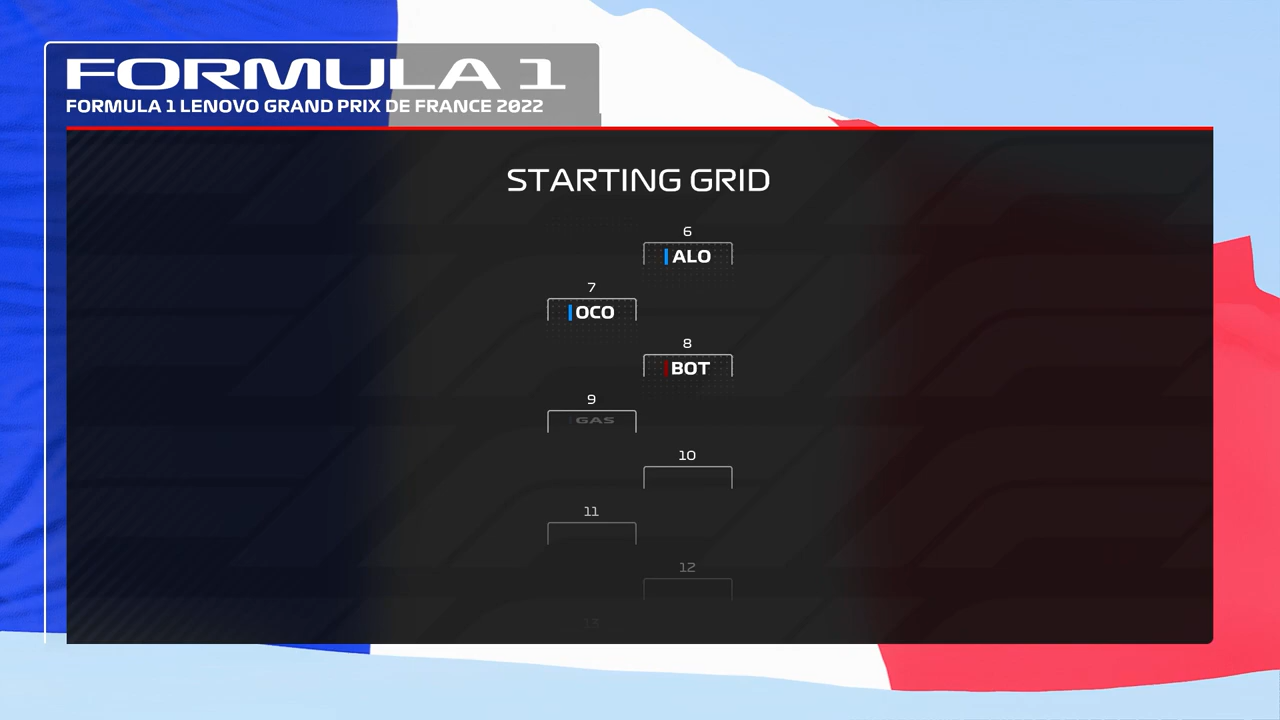 FORMULA 1
FORMULA 1 LENOVO GRAND PRIX DE FRANCE 2022
STARTING GRID
6
ALO
7
OCO
8
BOT
9
GAS
10
11
12
13